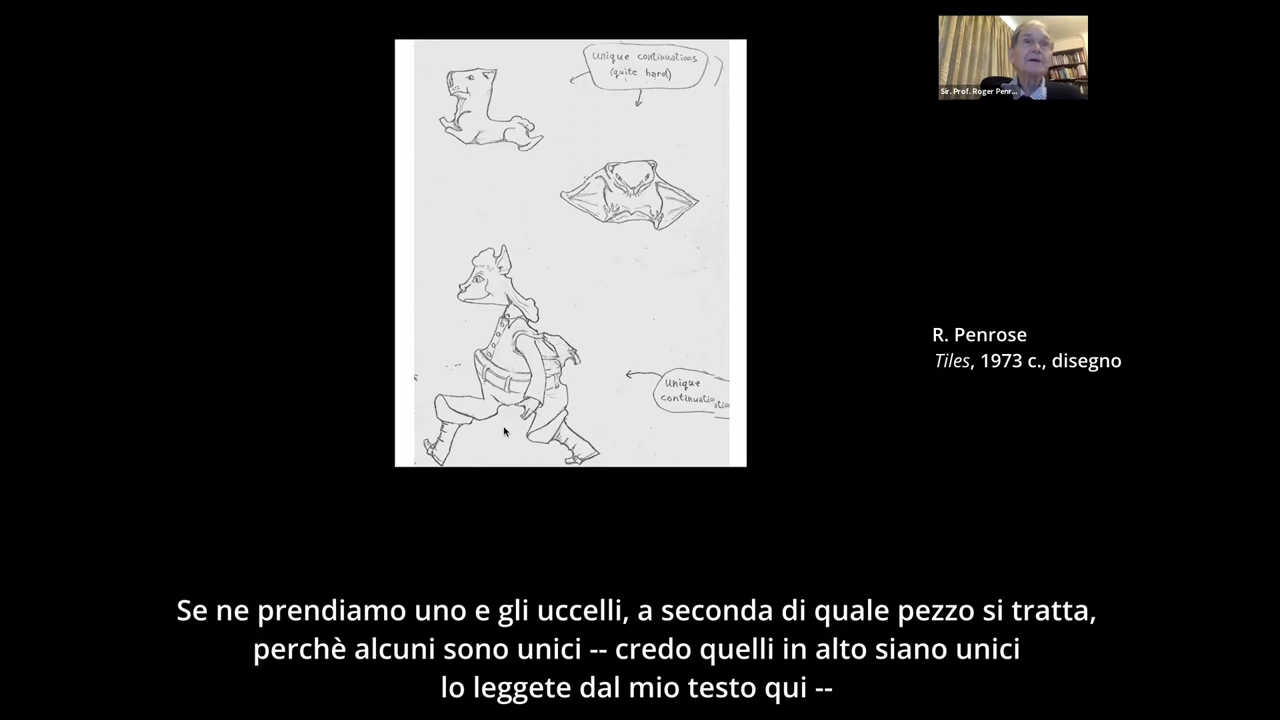 Unique continuations
(quite hard)
Sir. Prof. Roger Penr...
R. Penrose
Tiles, 1973 c., disegno
Unique
Se ne prendiamo uno e gli uccelli, a seconda di quale pezzo si tratta,
perchè alcuni sono unici -- credo quelli in alto siano unici
lo leggete dal mio testo qui --